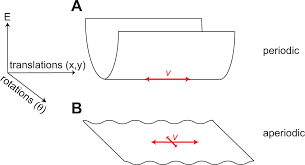 A
E
v
periodic
translations (x,y)
rotations (θ)
B
v
aperiodic